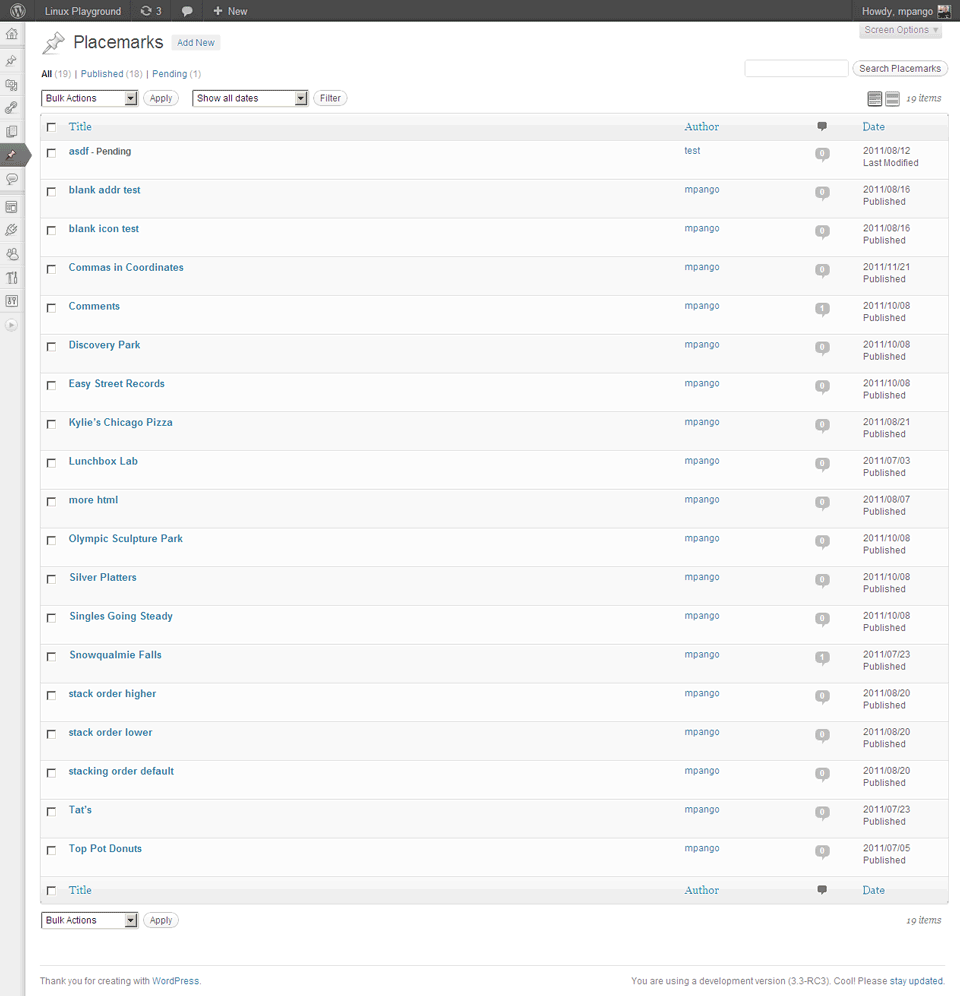 Linux Playground 3 New Howdy, mpango
Screen Options
Placemarks Add New
All (19) | Published (18) | Pending (1)
Search Placemarks
Bulk Actions Apply Show all dates Filter 19 items
Title Author Date
asdf - Pending test 0 2011/08/12
Last Modified
blank addr test mpango 0 2011/08/16
Published
blank icon test mpango 0 2011/08/16
Published
Commas in Coordinates mpango 0 2011/11/21
Published
Comments mpango 1 2011/10/08
Published
Discovery Park mpango 0 2011/10/08
Published
Easy Street Records mpango 0 2011/10/08
Published
Kylie's Chicago Pizza mpango 0 2011/08/21
Published
Lunchbox Lab mpango 0 2011/07/03
Published
more html mpango 0 2011/08/07
Published
Olympic Sculpture Park mpango 0 2011/10/08
Published
Silver Platters mpango 0 2011/10/08
Published
Singles Going Steady mpango 0 2011/10/08
Published
Snowqualmie Falls mpango 1 2011/07/23
Published
stack order higher mpango 0 2011/08/20
Published
stack order lower mpango 0 2011/08/20
Published
stacking order default mpango 0 2011/08/20
Published
Tat's mpango 0 2011/07/23
Published
Top Pot Donuts mpango 0 2011/07/05
Published
Title Author Date
Bulk Actions Apply 19 items
Thank you for creating with WordPress. You are using a development version (3.3-RC3). Cool! Please stay updated.